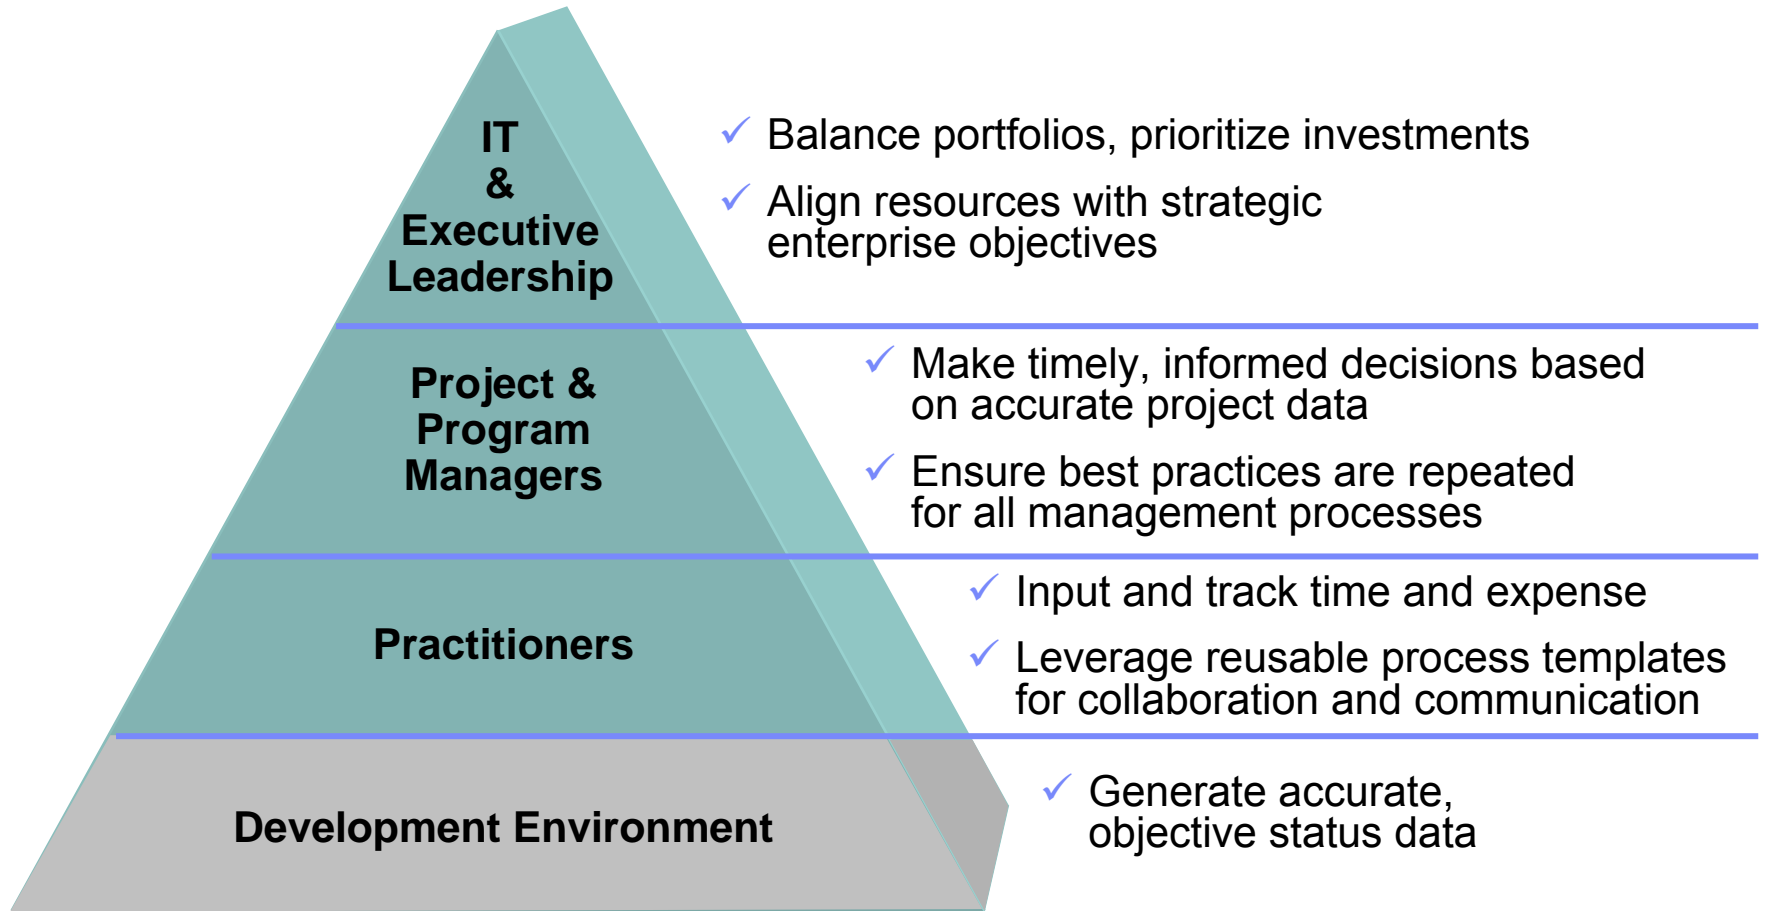 IT
&
Executive
Leadership
✓ Balance portfolios, prioritize investments
✓ Align resources with strategic
enterprise objectives
Project &
Program
Managers
✓ Make timely, informed decisions based
on accurate project data
✓ Ensure best practices are repeated
for all management processes
Practitioners
✓ Input and track time and expense
✓ Leverage reusable process templates
for collaboration and communication
Development Environment
✓ Generate accurate,
objective status data